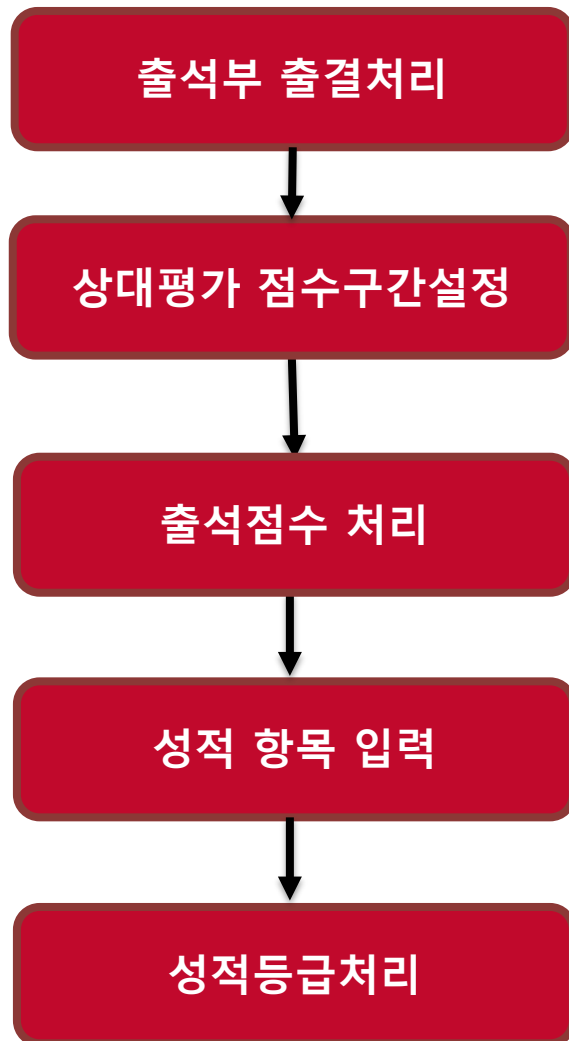 출석부 출결처리
상대평가 점수구간설정
출석점수 처리
성적 항목 입력
성적등급처리